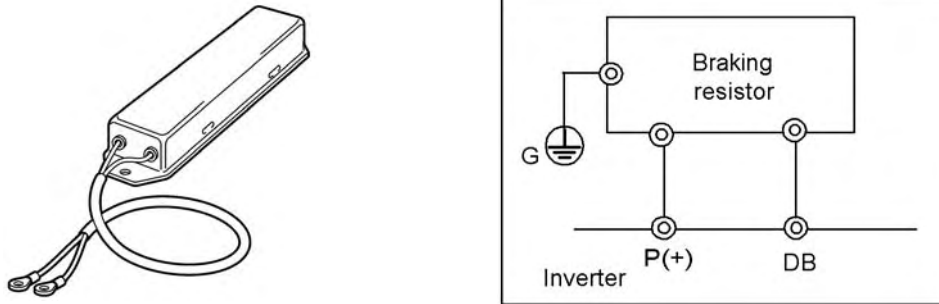 Braking
resistor
G
P(+)
DB
Inverter